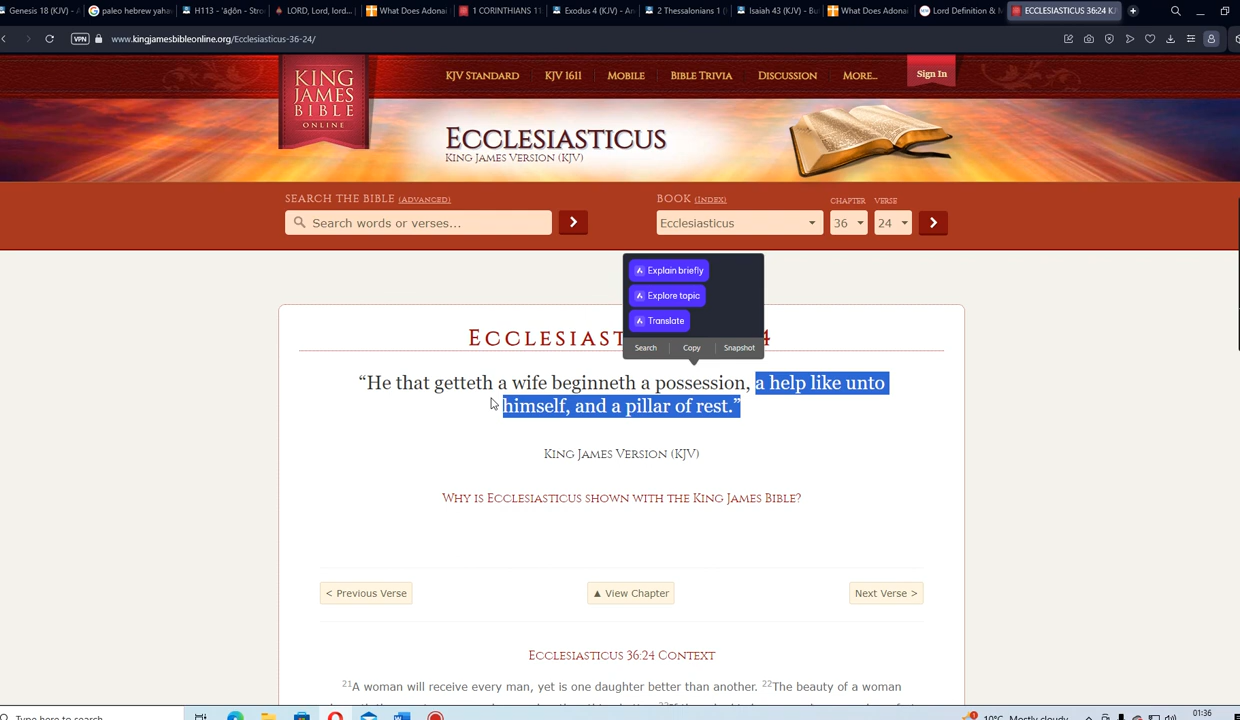 Genesis 18 (KJV) - A
paleo hebrew yaha
H113 - 'āḏôn - Stro
LORD, Lord, lord...
What Does Adonai
1 CORINTHIANS 11
Exodus 4 (KJV) - An
2 Thessalonians 1 (
Isaiah 43 (KJV) - Bu
What Does Adonai
Lord Definition & M
ECCLESIASTICUS 36:24 KJ
VPN
www.kingjamesbibleonline.org/Ecclesiasticus-36-24/
KING
JAMES
BIBLE
ONLINE
KJV STANDARD
KJV 1611
MOBILE
BIBLE TRIVIA
DISCUSSION
MORE...
Sign In
ECCLESIASTICUS
KING JAMES VERSION (KJV)
SEARCH THE BIBLE (ADVANCED)
BOOK (INDEX)
CHAPTER
VERSE
Search words or verses...
Ecclesiasticus
36
24
Explain briefly
Explore topic
Translate
Search
Copy
Snapshot
ECCLESIAST
4
“He that getteth a wife beginneth a possession, a help like unto
himself, and a pillar of rest.”
KING JAMES VERSION (KJV)
WHY IS ECCLESIASTICUS SHOWN WITH THE KING JAMES BIBLE?
< Previous Verse
▲ View Chapter
Next Verse >
ECCLESIASTICUS 36:24 CONTEXT
21A woman will receive every man, yet is one daughter better than another. 22The beauty of a woman
Type here to search
10°C Mostly cloudy
01:36